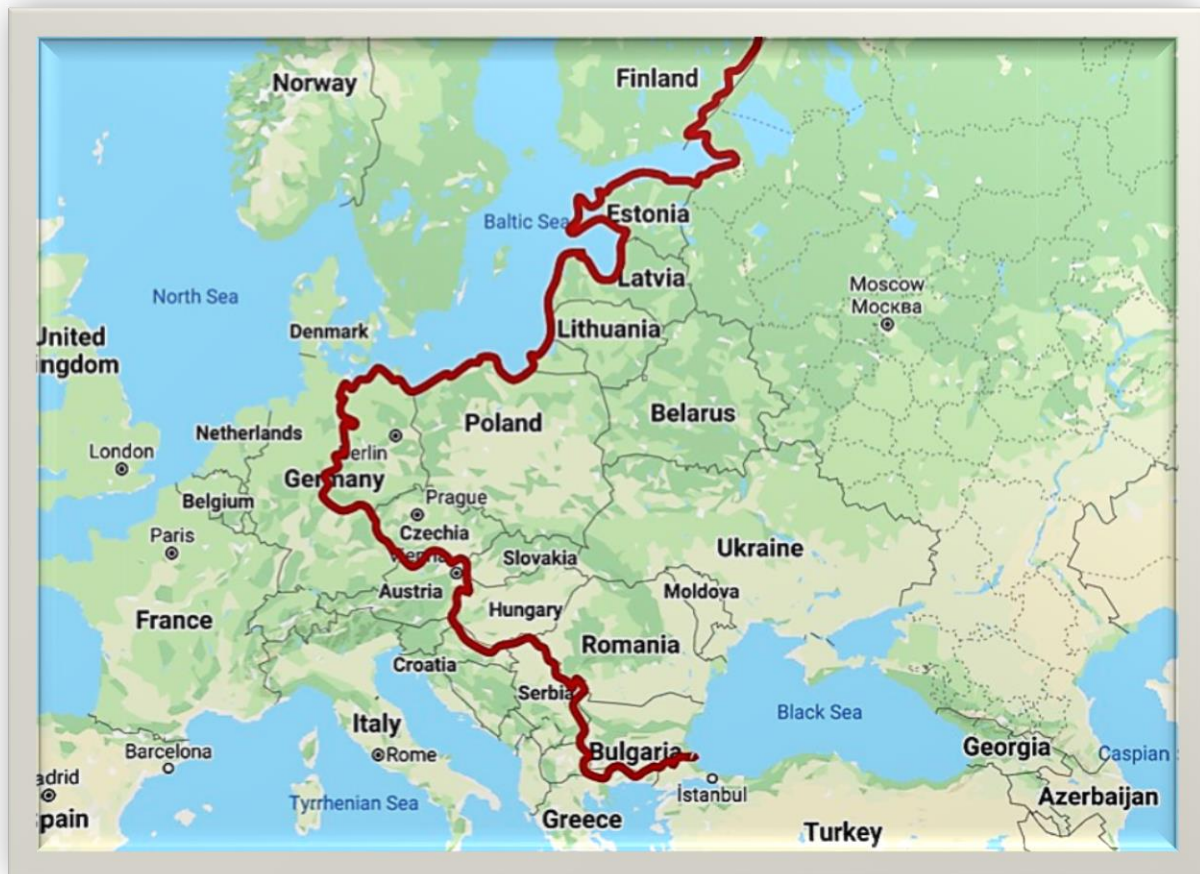 Norway
Finland
Baltic Sea
Estonia
Latvia
Moscow
Москва
North Sea
Denmark
Lithuania
United
ingdom
Belarus
Poland
Netherlands
London
erlin
Germany
Belgium
Prague
Paris
Czechia
Ukraine
Slovakia
Austria
Moldova
Hungary
France
Romania
Croatia
Serbia
Black Sea
Italy
Rome
Barcelona
Bulgaria
Georgia
Caspian
adrid
İstanbul
Azerbaijan
Tyrrhenian Sea
pain
Greece
Turkey